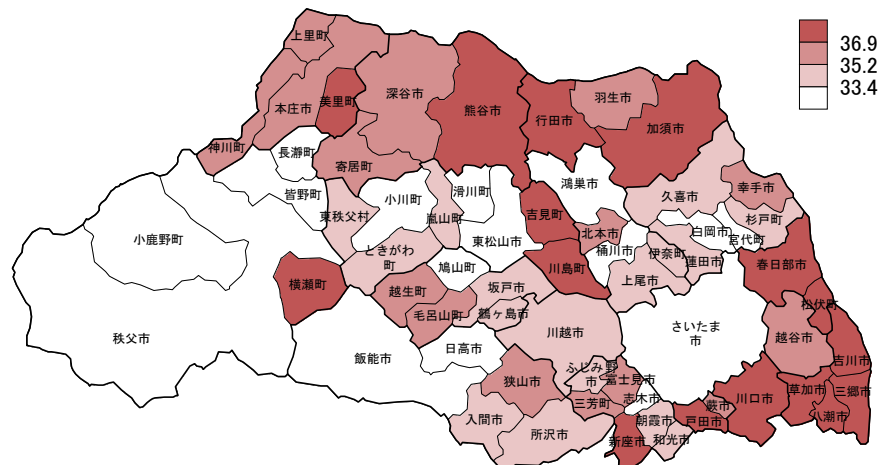 36.9
35.2
33.4
上里町
本庄市
美里町
深谷市
熊谷市
行田市
羽生市
加須市
神川町
長瀞町
寄居町
皆野町
東秩父村
小川町
嵐山町
滑川町
鴻巣市
吉見町
久喜市
幸手市
杉戸町
小鹿野町
ときがわ
町
東松山市
北本市
桶川市
伊奈町
白岡市
宮代町
蓮田市
春日部市
横瀬町
鳩山町
川島町
坂戸市
上尾市
越生町
毛呂山町
鶴ヶ島市
川越市
さいたま
市
松伏町
越谷市
吉川市
秩父市
飯能市
日高市
狭山市
ふじみ野
市
富士見市
三芳町
志木市
入間市
所沢市
新座市
朝霞市
和光市
戸田市
蕨市
川口市
草加市
八潮市
三郷市